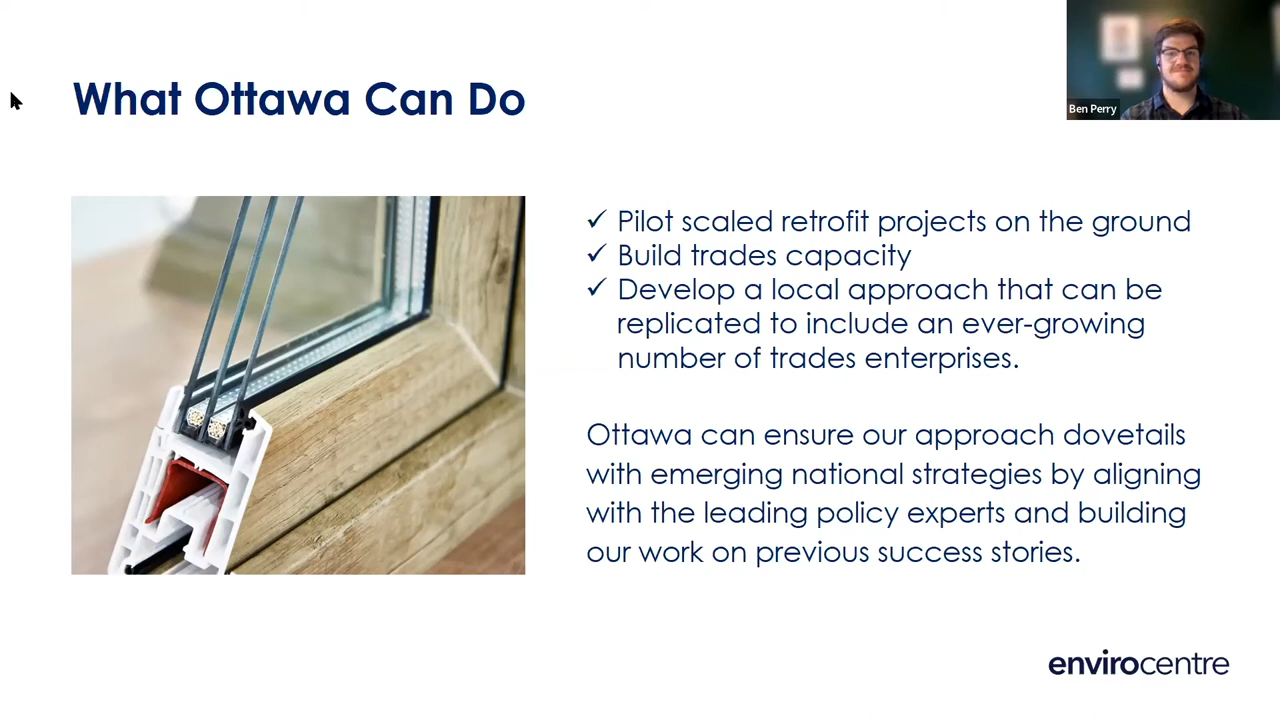 What Ottawa Can Do
Ben Perry
✓ Pilot scaled retrofit projects on the ground
✓ Build trades capacity
✓ Develop a local approach that can be
replicated to include an ever-growing
number of trades enterprises.
Ottawa can ensure our approach dovetails
with emerging national strategies by aligning
with the leading policy experts and building
our work on previous success stories.
envirocentre